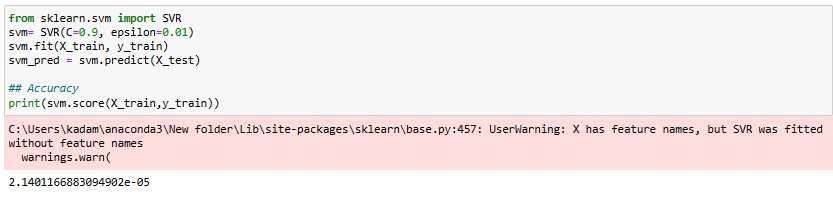 from sklearn.svm import SVR
svm= SVR(C=0.9, epsilon=0.01)
svm.fit(X_train, y_train)
svm_pred = svm.predict(X_test)

## Accuracy
print(svm.score(X_train,y_train))
C:\Users\kadam\anaconda3\New folder\Lib\site-packages\sklearn\base.py:457: UserWarning: X has feature names, but SVR was fitted
without feature names
  warnings.warn(
2.1401166883094902e-05